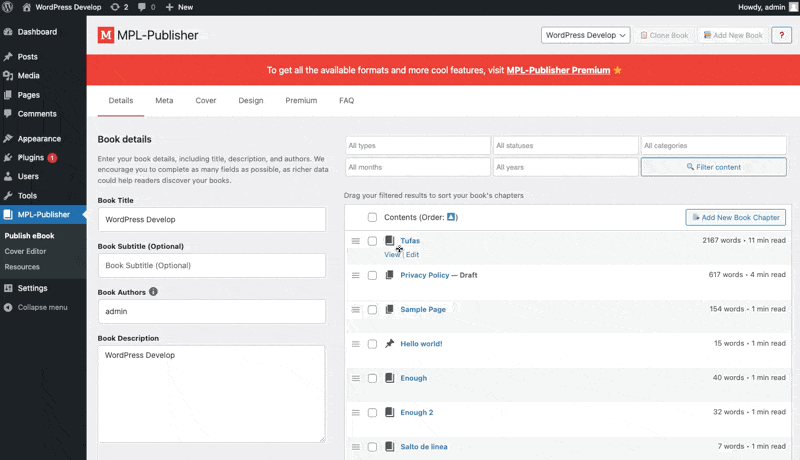 WordPress Develop 2 0 + New Howdy, admin
Dashboard
Posts
Media
Pages
Comments
Appearance
Plugins 1
Users
Tools
MPL-Publisher
Publish eBook
Cover Editor
Resources
Settings
Collapse menu
M MPL-Publisher
WordPress Develop Clone Book Add New Book ?
To get all the available formats and more cool features, visit MPL-Publisher Premium
Details Meta Cover Design Premium FAQ
Book details
Enter your book details, including title, description, and authors. We
encourage you to complete as many fields as possible, as richer data
could help readers discover your books.
Book Title
WordPress Develop
Book Subtitle (Optional)
Book Subtitle (Optional)
Book Authors
admin
Book Description
WordPress Develop
All types All statuses All categories
All months All years Filter content
Drag your filtered results to sort your book's chapters
Contents (Order: ) Add New Book Chapter
Tufas 2167 words • 11 min read
View | Edit
Privacy Policy — Draft 617 words • 4 min read
Sample Page 154 words • 1 min read
Hello world! 15 words • 1 min read
Enough 40 words • 1 min read
Enough 2 32 words • 1 min read
Salto de linea 7 words • 1 min read